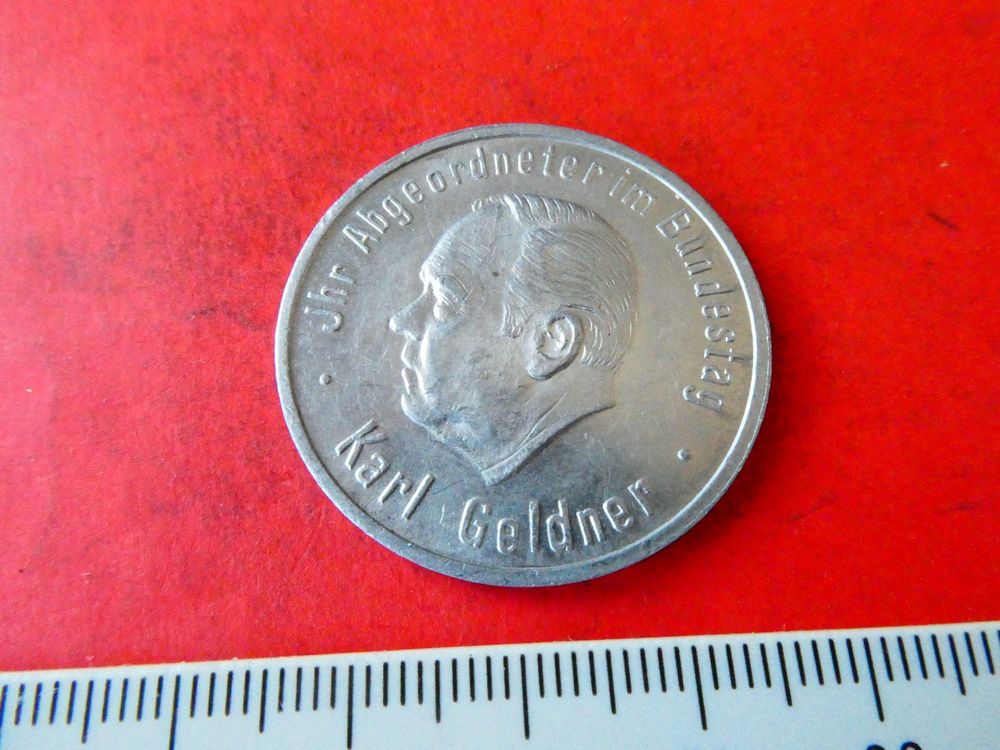 Jhr Abgeordneter im Bundestag
Karl Geldner